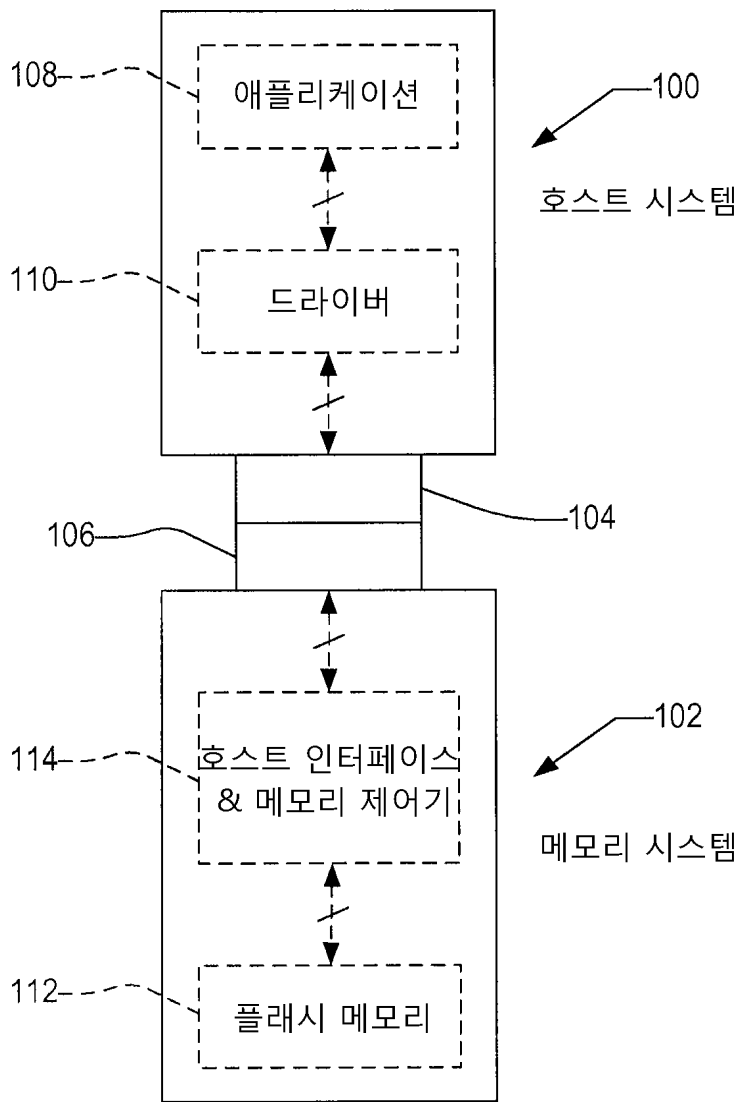 108
애플리케이션
100
호스트 시스템
110
드라이버
104
106
102
114
호스트 인터페이스
& 메모리 제어기
메모리 시스템
112
플래시 메모리